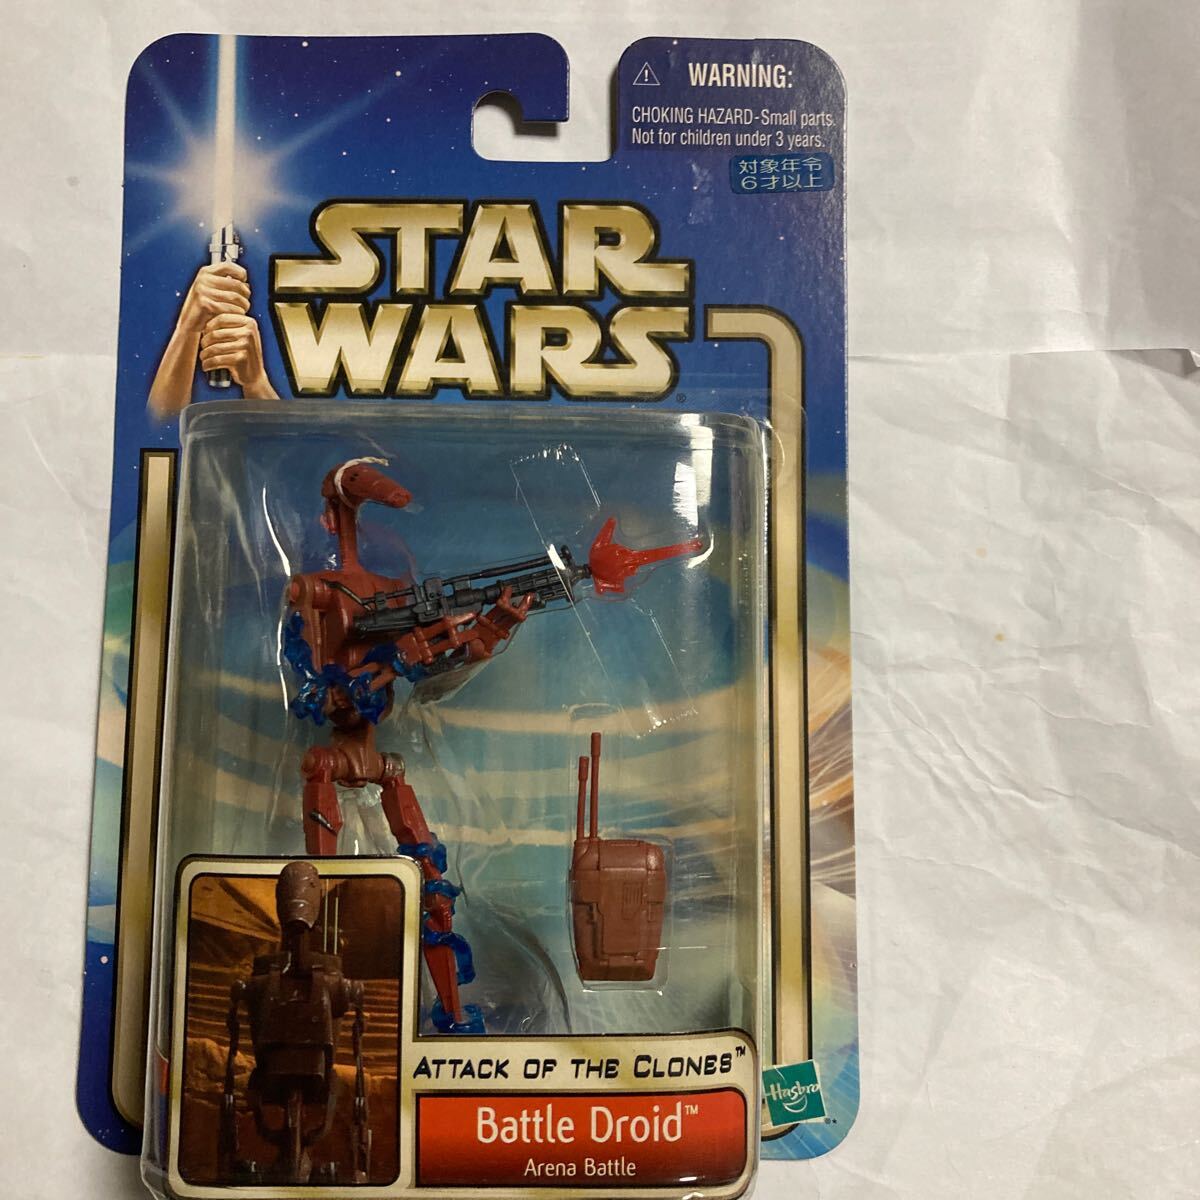 WARNING:
CHOKING HAZARD-Small parts.
Not for children under 3 years.
対象年令
6才以上
STAR
WARS®
ATTACK OF THE CLONES™
Battle Droid™
Arena Battle
Hasbro
®*